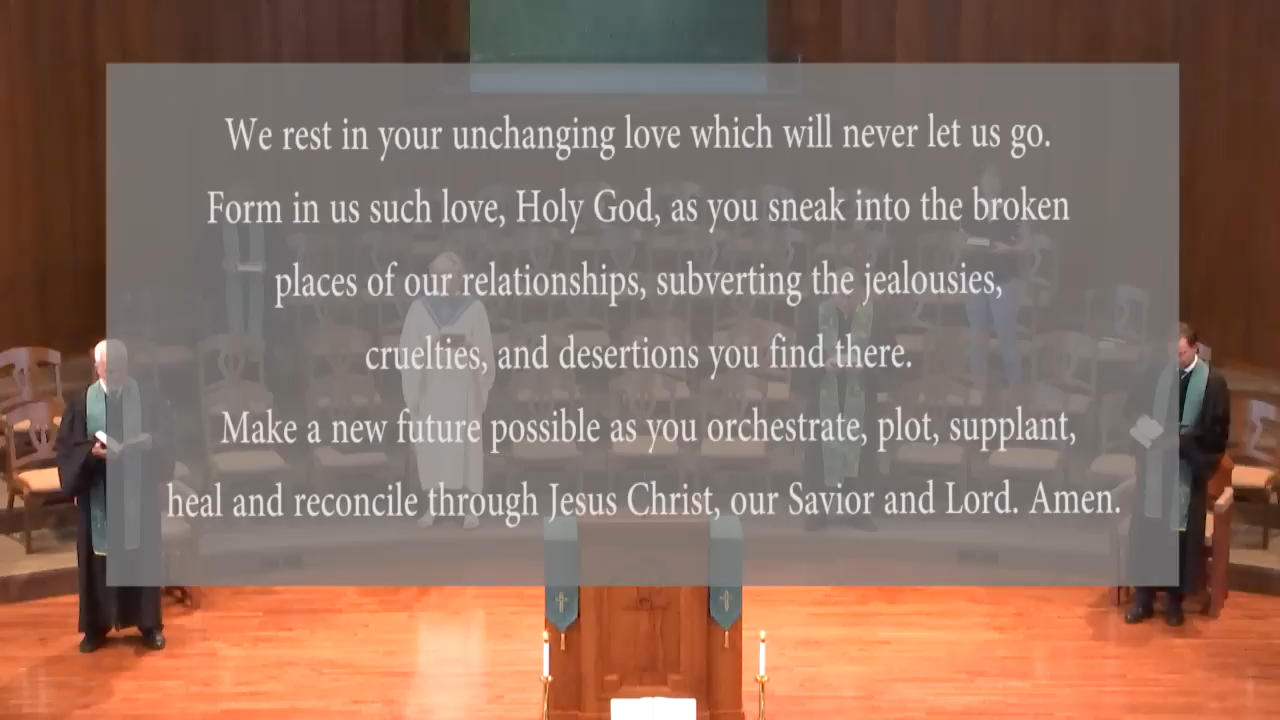 We rest in your unchanging love which will never let us go.
Form in us such love, Holy God, as you sneak into the broken
places of our relationships, subverting the jealousies,
cruelties, and desertions you find there.
Make a new future possible as you orchestrate, plot, supplant,
heal and reconcile through Jesus Christ, our Savior and Lord. Amen.